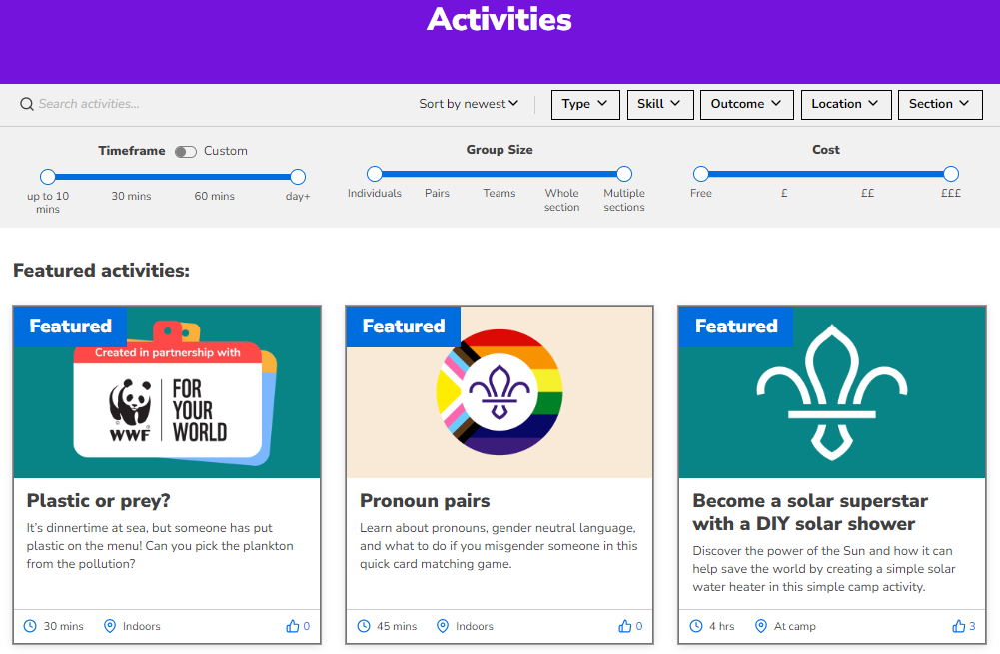 Activities
Search activities...
Sort by newest
Type
Skill
Outcome
Location
Section
Timeframe
Custom
up to 10
mins
30 mins
60 mins
day+
Group Size
Individuals
Pairs
Teams
Whole
section
Multiple
sections
Cost
Free
£
££
£££
Featured activities:
Featured
Created in partnership with
WWF
FOR
YOUR
WORLD
Plastic or prey?
It's dinnertime at sea, but someone has put
plastic on the menu! Can you pick the plankton
from the pollution?
30 mins
Indoors
0
Featured
Pronoun pairs
Learn about pronouns, gender neutral language,
and what to do if you misgender someone in this
quick card matching game.
45 mins
Indoors
0
Featured
Become a solar superstar
with a DIY solar shower
Discover the power of the Sun and how it can
help save the world by creating a simple solar
water heater in this simple camp activity.
4 hrs
At camp
3